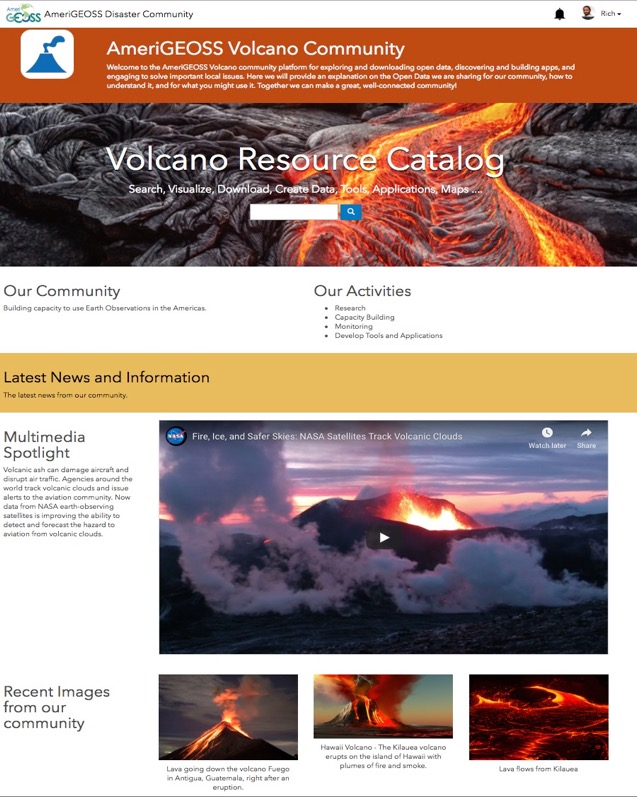 Ameri
GEOSS
AmeriGEOSS Disaster Community
Rich
AmeriGEOSS Volcano Community
Welcome to the AmeriGEOSS Volcano community platform for exploring and downloading open data, discovering and building apps, and
engaging to solve important local issues. Here we will provide an explanation on the Open Data we are sharing for our community, how to
understand it, and for what you might use it. Together we can make a great, well-connected community!
Volcano Resource Catalog
Search, Visualize, Download, Create Data, Tools, Applications, Maps ....
Our Community
Building capacity to use Earth Observations in the Americas.
Our Activities
• Research
• Capacity Building
• Monitoring
• Develop Tools and Applications
Latest News and Information
The latest news from our community.
Multimedia
Spotlight
Volcanic ash can damage aircraft and
disrupt air traffic. Agencies around the
world track volcanic clouds and issue
alerts to the aviation community. Now
data from NASA earth-observing
satellites is improving the ability to
detect and forecast the hazard to
aviation from volcanic clouds.
NASA
Fire, Ice, and Safer Skies: NASA Satellites Track Volcanic Clouds
Watch later
Share
Recent Images
from our
community
Lava going down the volcano Fuego
in Antigua, Guatemala, right after an
eruption.
Hawaii Volcano - The Kilauea volcano
erupts on the island of Hawaii with
plumes of fire and smoke.
Lava flows from Kilauea